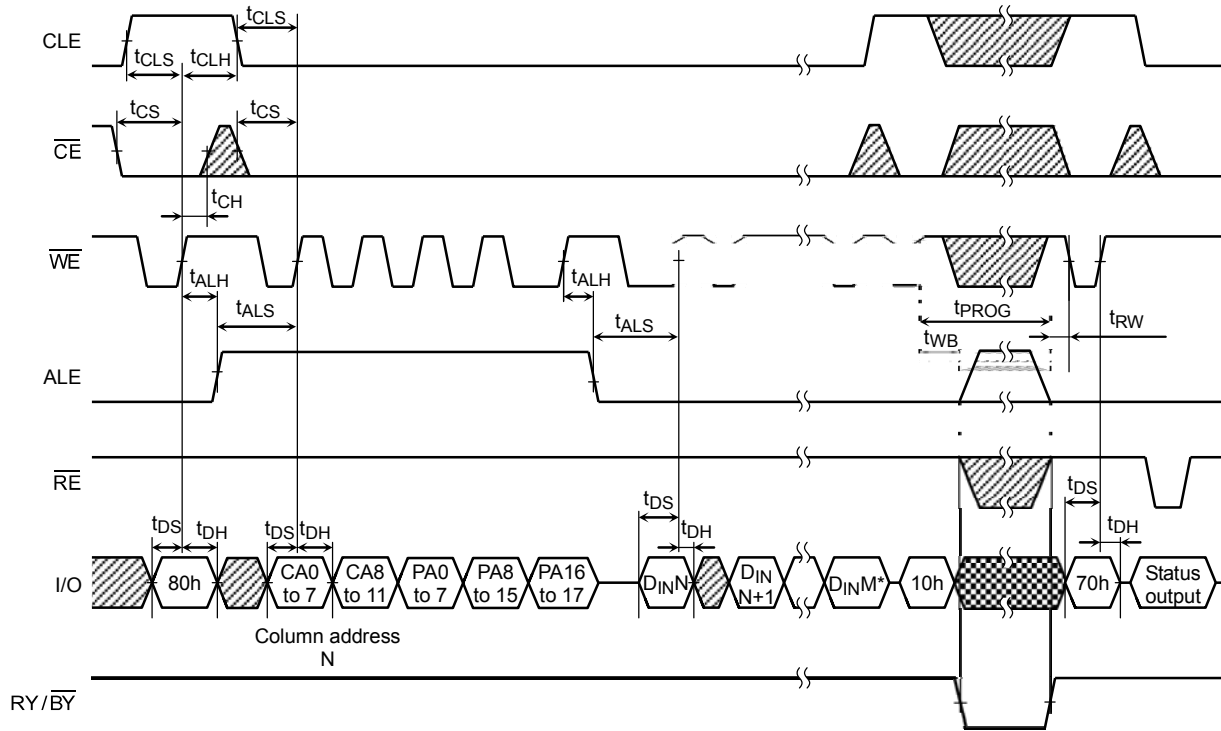 CLE
tCLS
tCLS
tCLH
tCS
tCS
CE
tCH
WE
tALH
tALH
tALS
tALS
tPROG
tWB
tRW
ALE
RE
tDS
tDH
tDS
tDH
tDS
tDH
tDS
tDH
I/O
80h
CA0
to 7
CA8
to 11
PA0
to 7
PA8
to 15
PA16
to 17
DINN
DIN
N+1
DINM*
10h
70h
Status
output
Column address
N
RY/BY